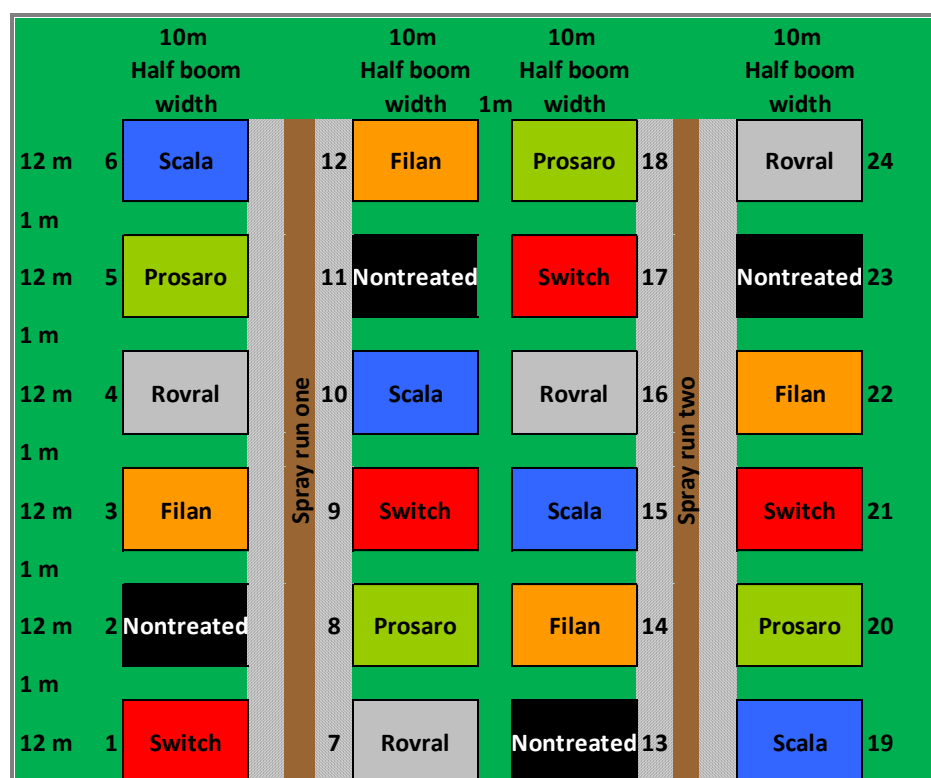 10m 10m 10m 10m
Half boom Half boom Half boom Half boom
width width 1m width width
12 m 6 Scala 12 Filan Prosaro 18 Rovral 24
1 m
12 m 5 Prosaro 11 Nontreated Switch 17 Nontreated 23
1 m
12 m 4 Rovral 10 Scala Rovral 16 Filan 22
1 m
12 m 3 Filan 9 Switch Scala 15 Switch 21
1 m
12 m 2 Nontreated 8 Prosaro Filan 14 Prosaro 20
1 m
12 m 1 Switch 7 Rovral Nontreated 13 Scala 19
Spray run one
Spray run two